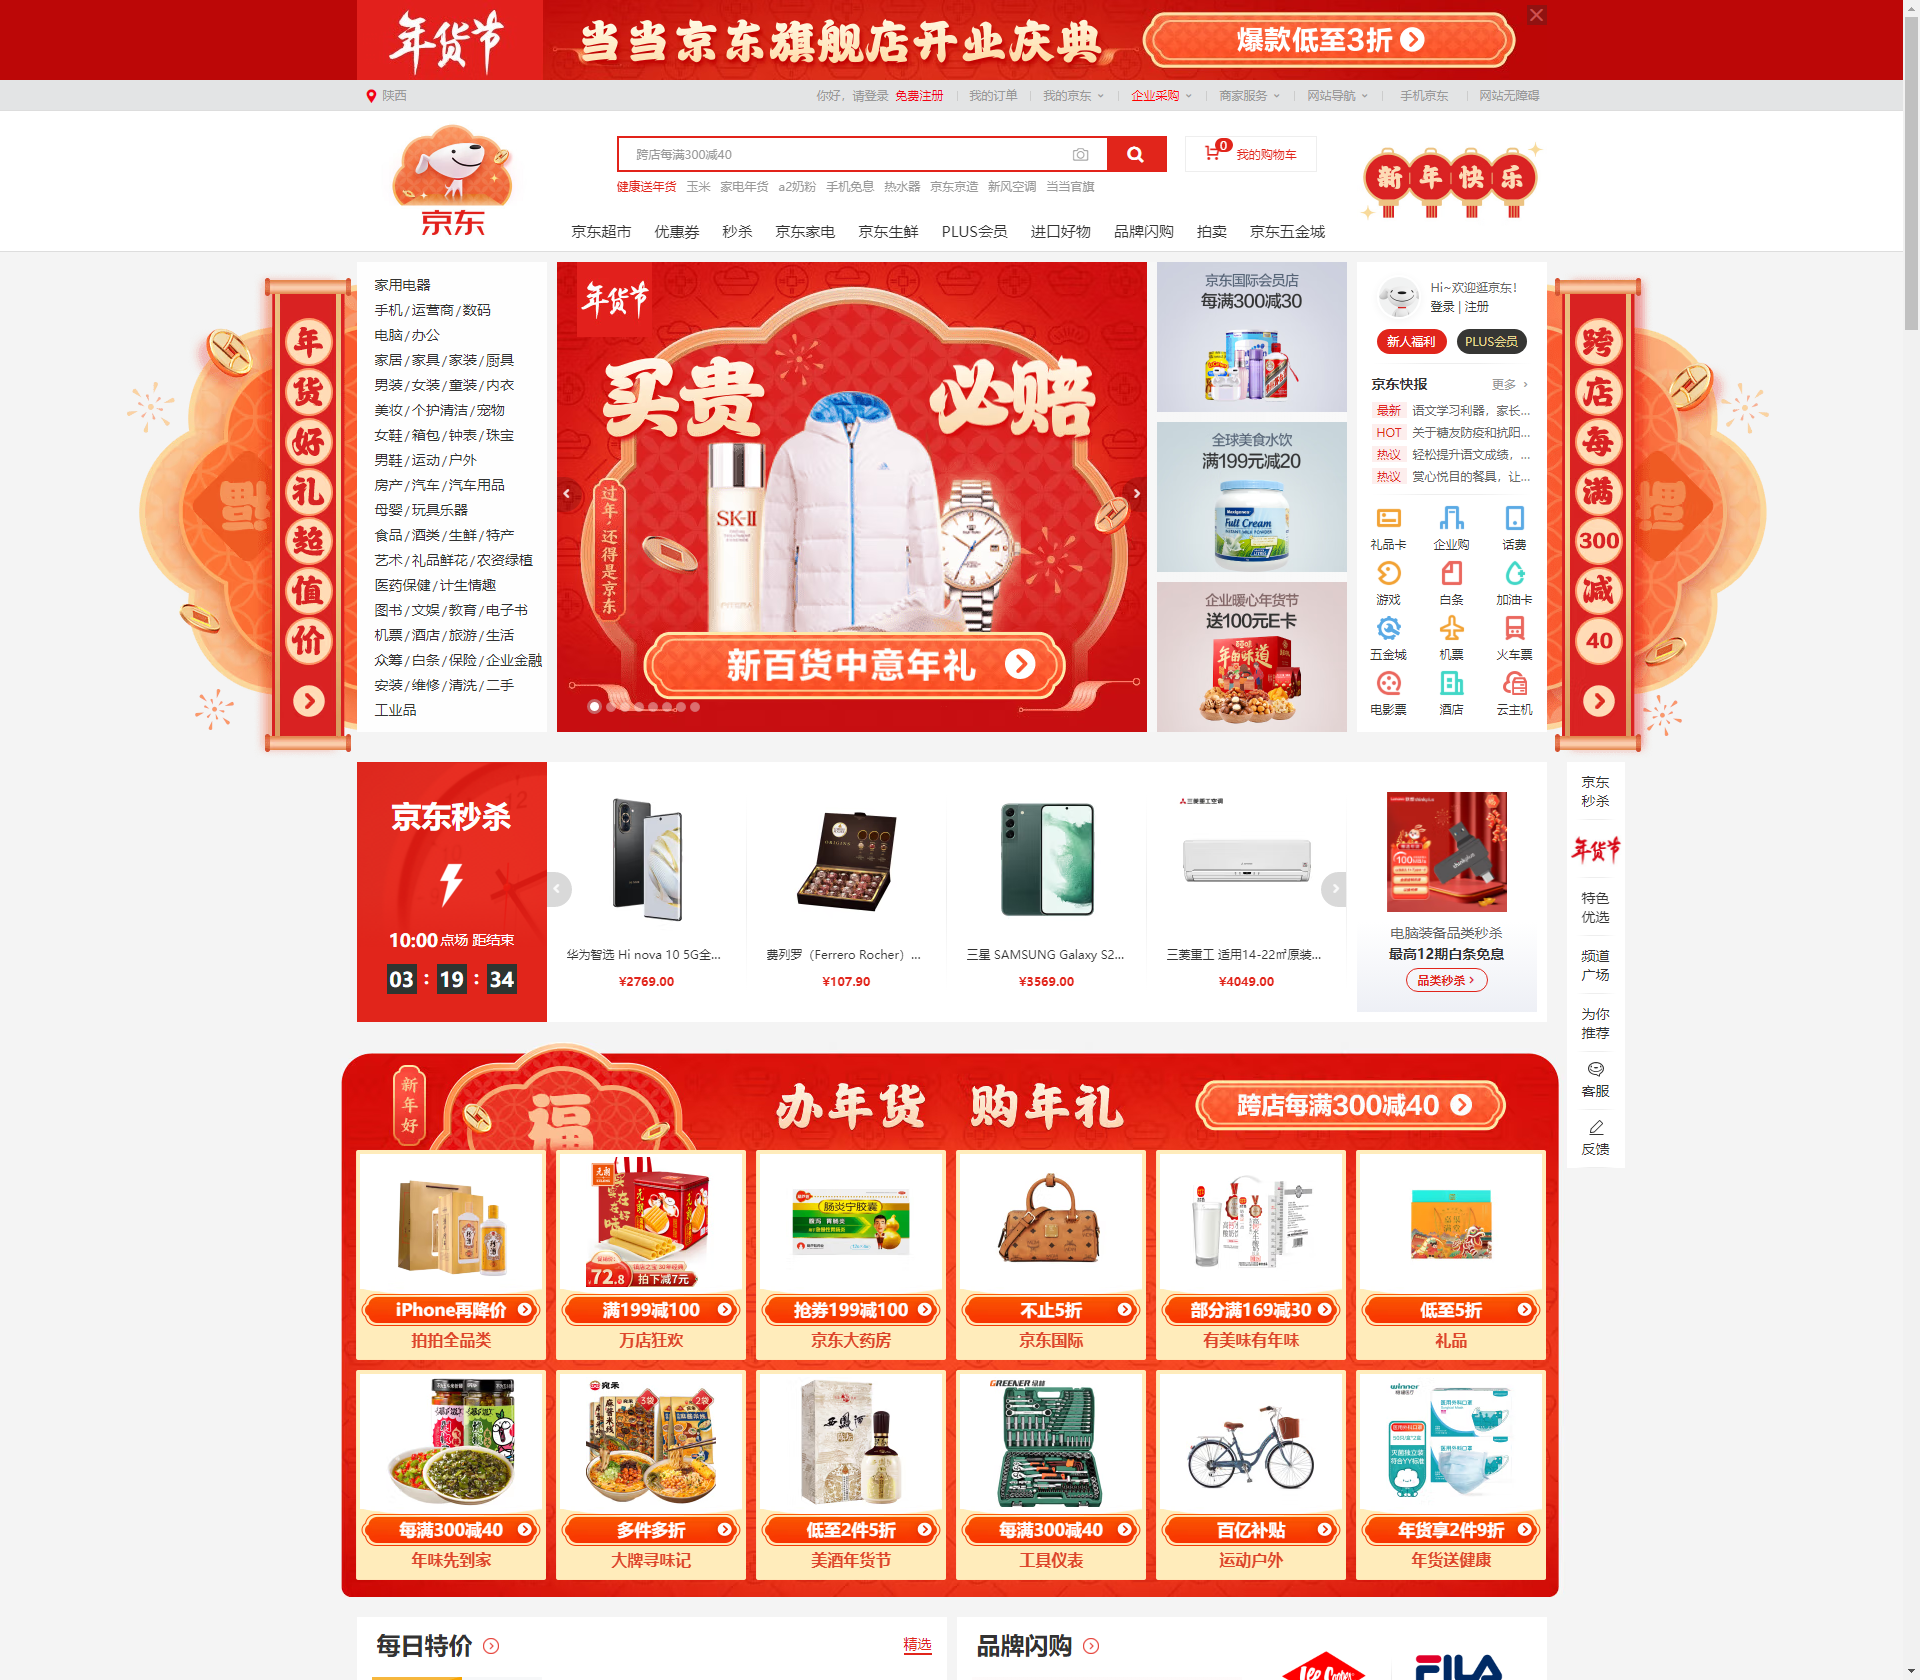 年货节
当当京东旗舰店开业庆典
爆款低至3折
陕西
你好，请登录 免费注册
我的订单
我的京东
企业采购
商家服务
网站导航
手机京东
网站无障碍
京东
跨店每满300减40
0
我的购物车
健康送年货 玉米 家电年货 a2奶粉 手机免息 热水器 京东京造 新风空调 当当官旗
新年快乐
京东超市 优惠券 秒杀 京东家电 京东生鲜 PLUS会员 进口好物 品牌闪购 拍卖 京东五金城
年货好礼超值价
家用电器
手机/运营商/数码
电脑/办公
家居/家具/家装/厨具
男装/女装/童装/内衣
美妆/个护清洁/宠物
女鞋/箱包/钟表/珠宝
男鞋/运动/户外
房产/汽车/汽车用品
母婴/玩具乐器
食品/酒类/生鲜/特产
艺术/礼品鲜花/农资绿植
医药保健/计生情趣
图书/文娱/教育/电子书
机票/酒店/旅游/生活
众筹/白条/保险/企业金融
安装/维修/清洗/二手
工业品
年货节
买贵必赔
过年，还得是京东
SK-II
新百货中意年礼
京东国际会员店
每满300减30
全球美食水饮
满199元减20
Full Cream
企业暖心年货节
送100元E卡
年的味道
Hi~欢迎逛京东！
登录 | 注册
新人福利
PLUS会员
京东快报
更多
最新 语文学习利器，家长...
HOT 关于糖友防疫和抗阳...
热议 轻松提升语文成绩，...
热议 赏心悦目的餐具，让...
礼品卡 企业购 话费
游戏 白条 加油卡
五金城 机票 火车票
电影票 酒店 云主机
跨店每满300减40
京东秒杀
10:00点场 距结束
03 : 19 : 34
华为智选 Hi nova 10 5G全...
¥2769.00
费列罗（Ferrero Rocher）...
¥107.90
三星 SAMSUNG Galaxy S2...
¥3569.00
三菱重工空调
三菱重工 适用14-22㎡原装...
¥4049.00
电脑装备品类秒杀
最高12期白条免息
品类秒杀
京东
秒杀
年货节
特色
优选
频道
广场
为你
推荐
客服
反馈
新年好
福
办年货 购年礼
跨店每满300减40
¥72.8
拍下减7元
肠炎宁胶囊
iPhone再降价
拍拍全品类
满199减100
万店狂欢
抢券199减100
京东大药房
不止5折
京东国际
部分满169减30
有美味有年味
低至5折
礼品
西凤酒
GREENER 绿林
winner
每满300减40
年味先到家
多件多折
大牌寻味记
低至2件5折
美酒年货节
每满300减40
工具仪表
百亿补贴
运动户外
年货享2件9折
年货送健康
每日特价
精选
品牌闪购
Lee Cooper
FILA